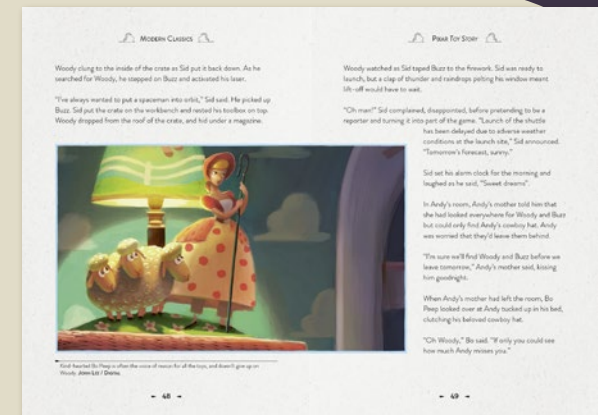 Modern Classics
Woody clung to the inside of the crate as Sid put it back down. As he
searched for Woody, he stepped on Buzz and activated his laser.
"I've always wanted to put a spaceman into orbit," Sid said. He picked up
Buzz. Sid put the crate on the workbench and rested his toolbox on top.
Woody dropped from the roof of the crate, and hid under a magazine.
Kind-hearted Bo Peep is often the voice of reason for all the toys, and doesn't give up on
Woody.
48
Pixar Toy Story
Woody watched as Sid taped Buzz to the firework. Sid was ready to
launch, but a clap of thunder and raindrops pelting his window meant
lift-off would have to wait.
"Oh man!" Sid complained, disappointed, before pretending to be a
reporter and turning it into part of the game. "Launch of the shuttle
has been delayed due to adverse weather
conditions at the launch site," Sid announced.
"Tomorrow's forecast, sunny."
Sid set his alarm clock for the morning and
laughed as he said, "Sweet dreams".
In Andy's room, Andy's mother told him that
she had looked everywhere for Woody and Buzz
but could only find Andy's cowboy hat. Andy
was worried that they'd leave them behind.
"I'm sure we'll find Woody and Buzz before we
leave tomorrow," Andy's mother said, kissing
him goodnight.
When Andy's mother had left the room, Bo
Peep looked over at Andy tucked up in his bed,
clutching his beloved cowboy hat.
"Oh Woody," Bo said. "If only you could see
how much Andy misses you."
49